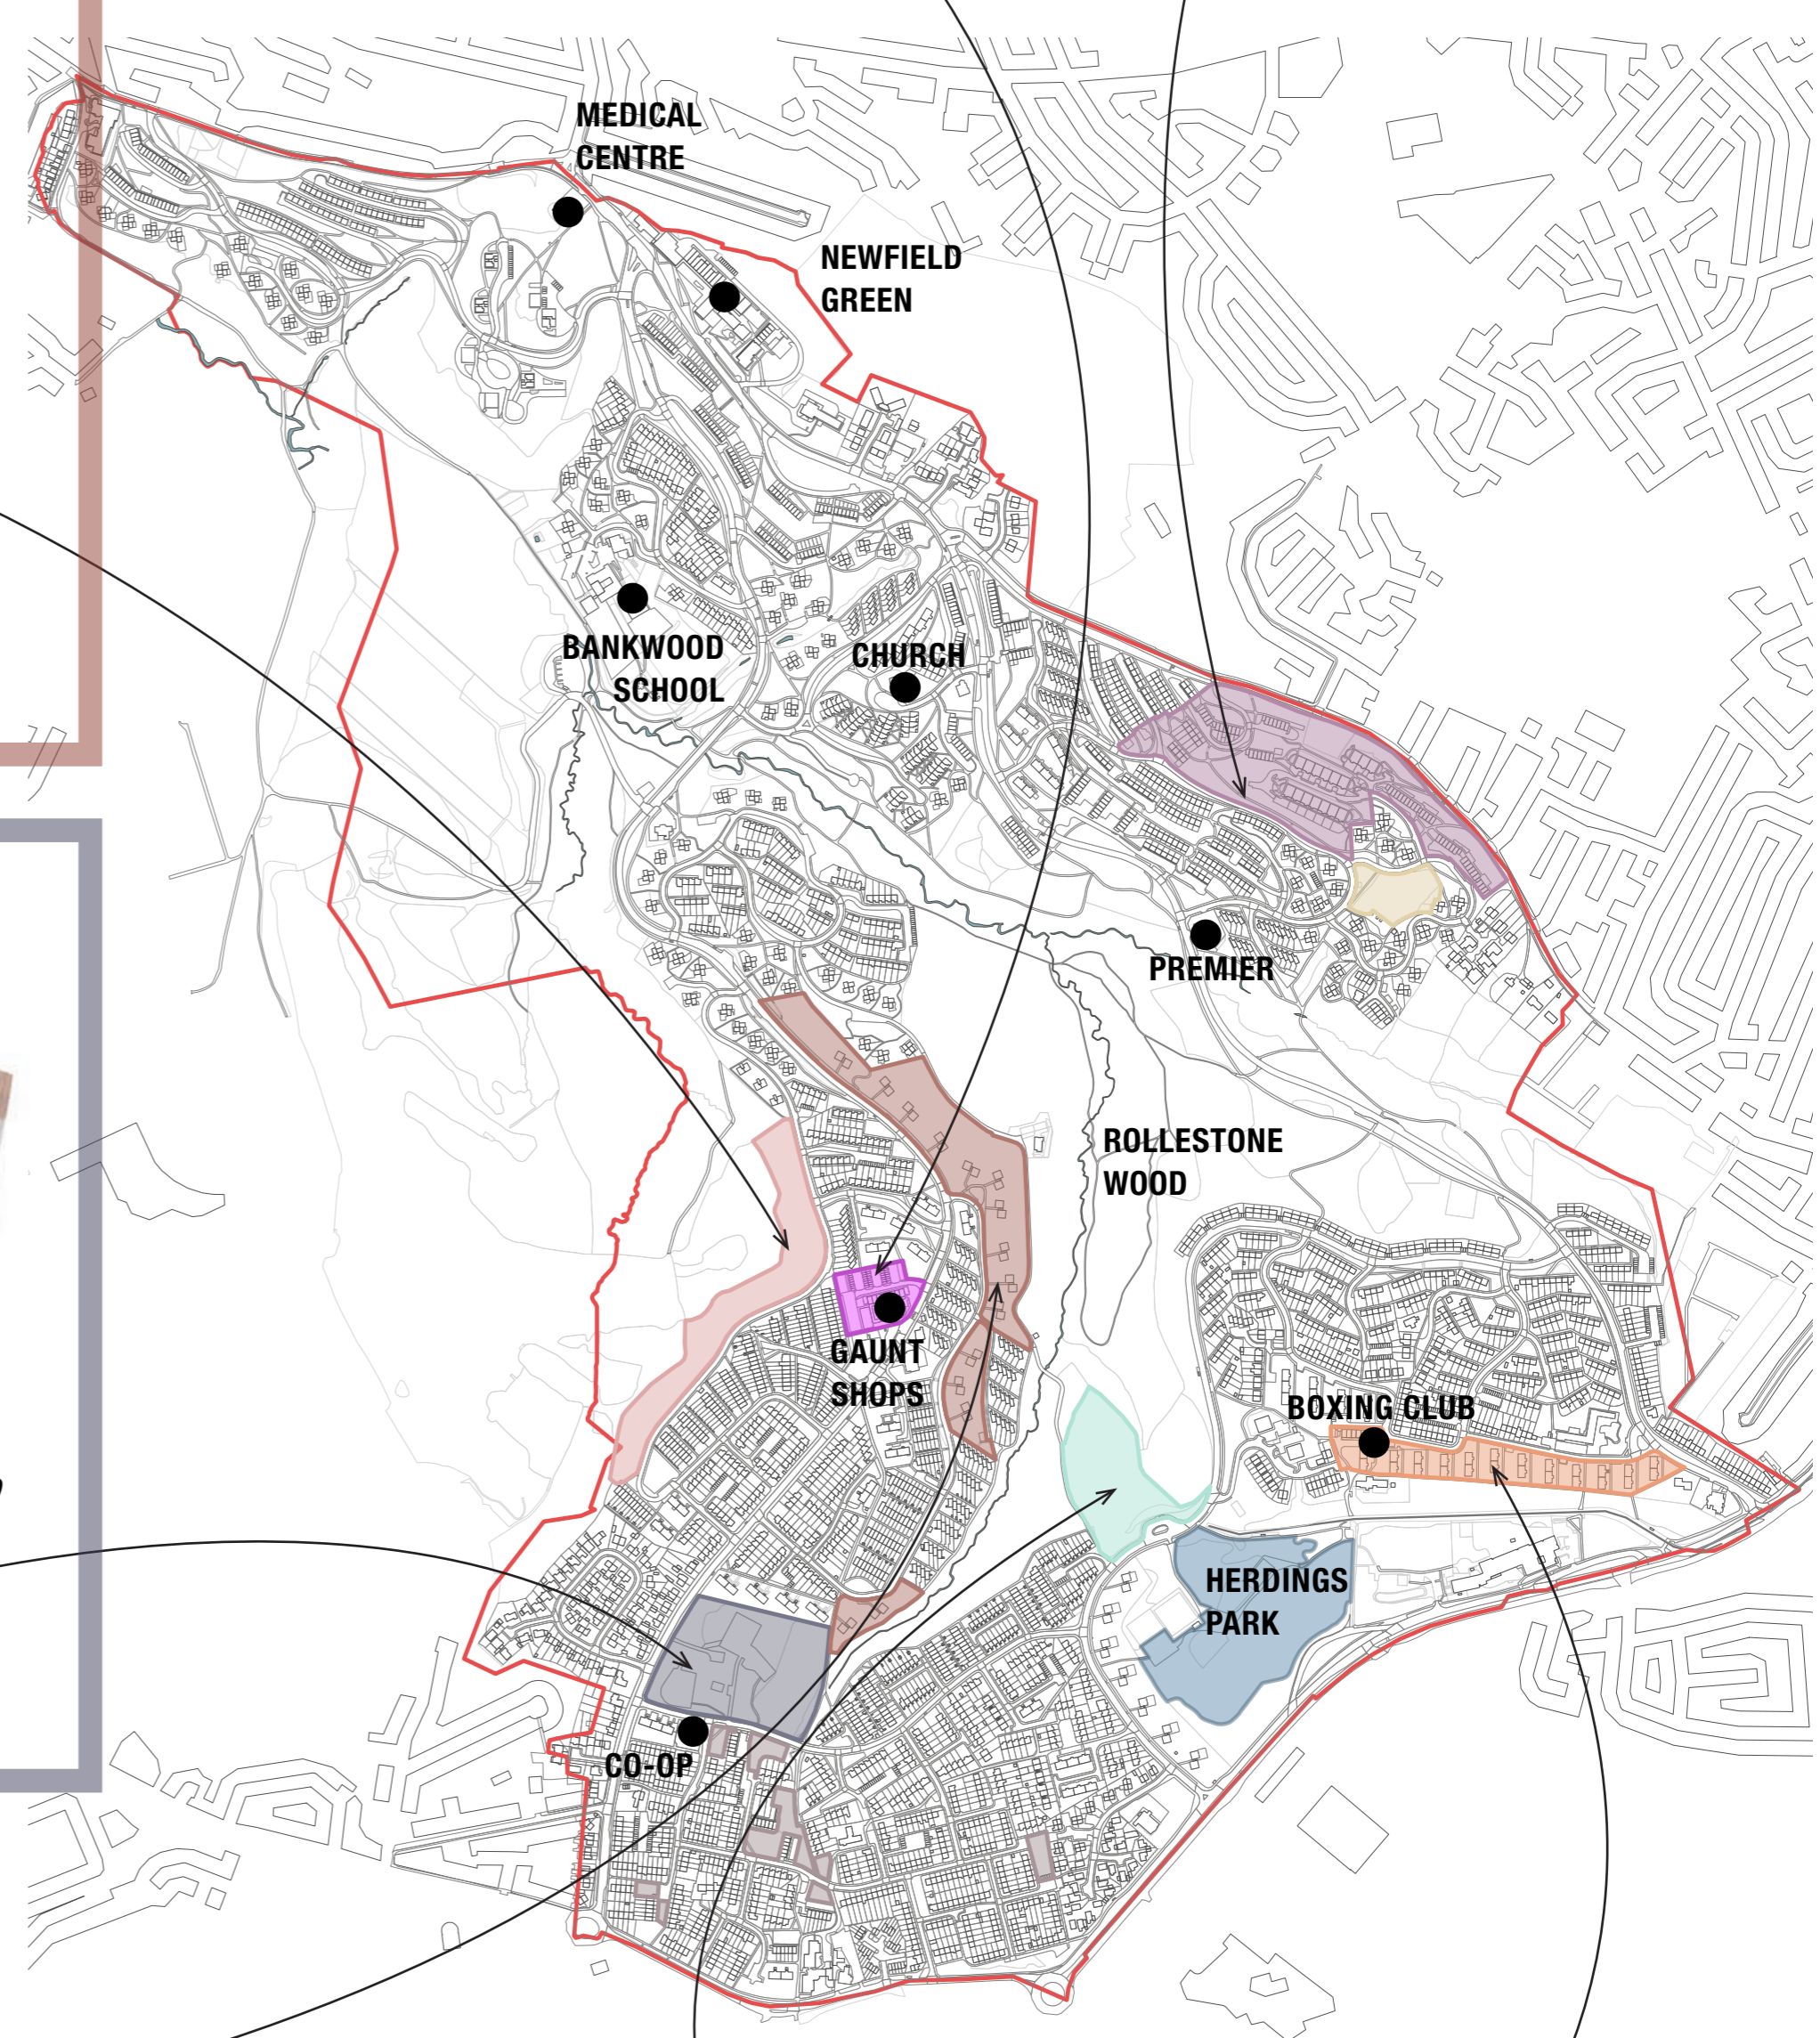 MEDICAL
CENTRE
NEWFIELD
GREEN
BANKWOOD
SCHOOL
CHURCH
PREMIER
ROLLESTONE
WOOD
GAUNT
SHOPS
BOXING CLUB
HERDINGS
PARK
CO-OP